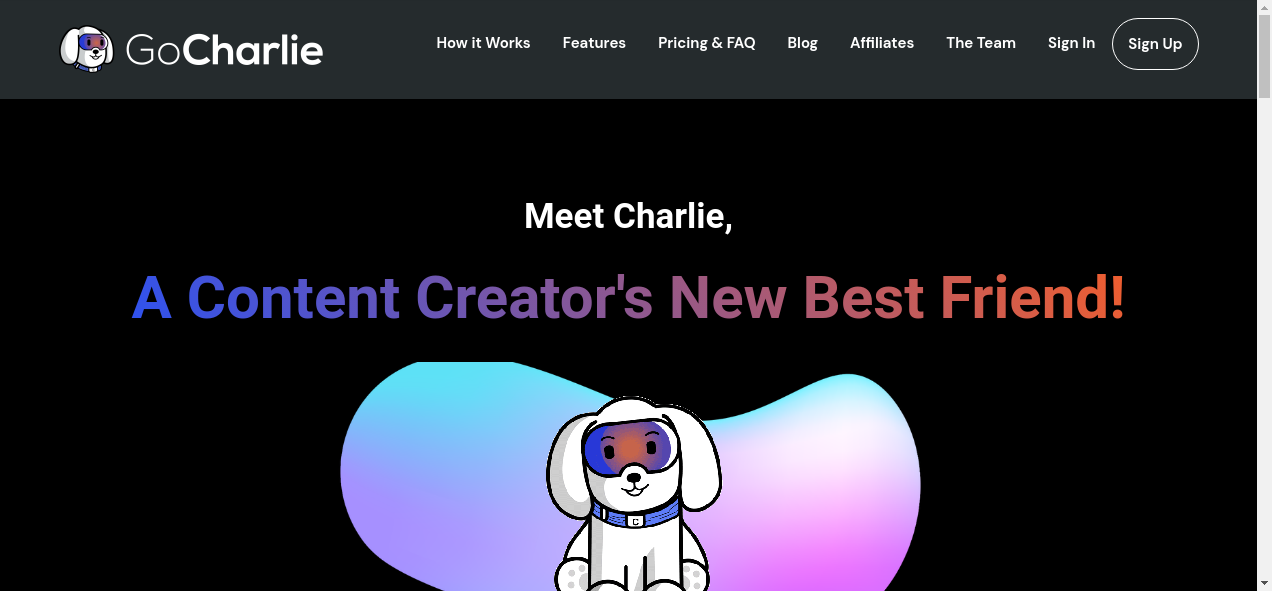 GoCharlie
How it Works
Features
Pricing & FAQ
Blog
Affiliates
The Team
Sign In
Sign Up
Meet Charlie,
A Content Creator's New Best Friend!
C